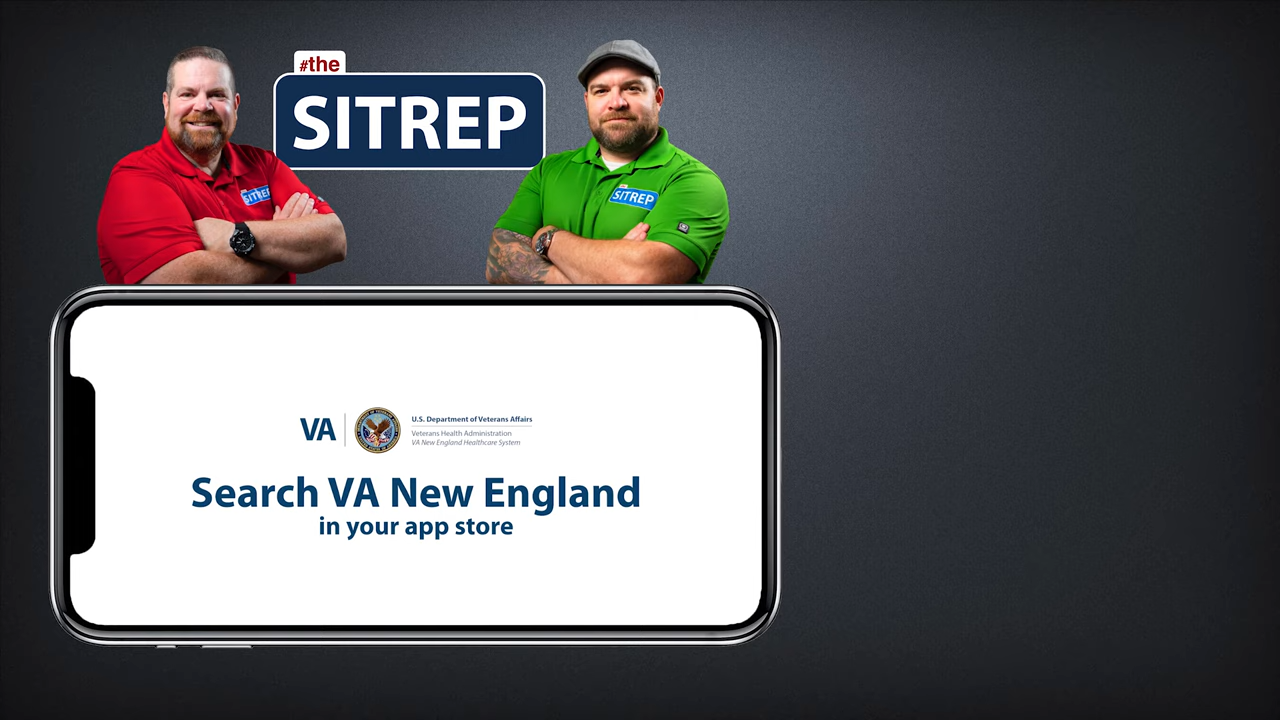 #the
SITREP
SITREP
SITREP
VA
U.S. Department of Veterans Affairs
Veterans Health Administration
VA New England Healthcare System
Search VA New England
in your app store